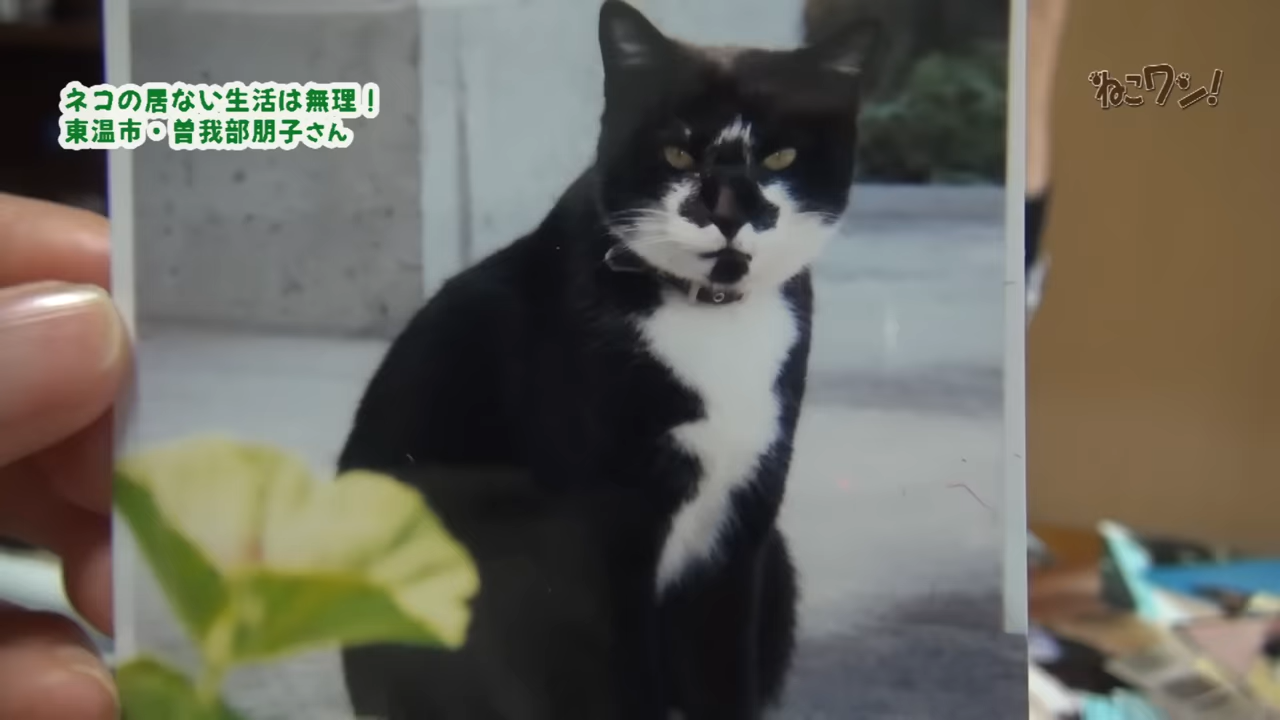 ネコの居ない生活は無理！
東温市・曽我部朋子さん
ねこワン！